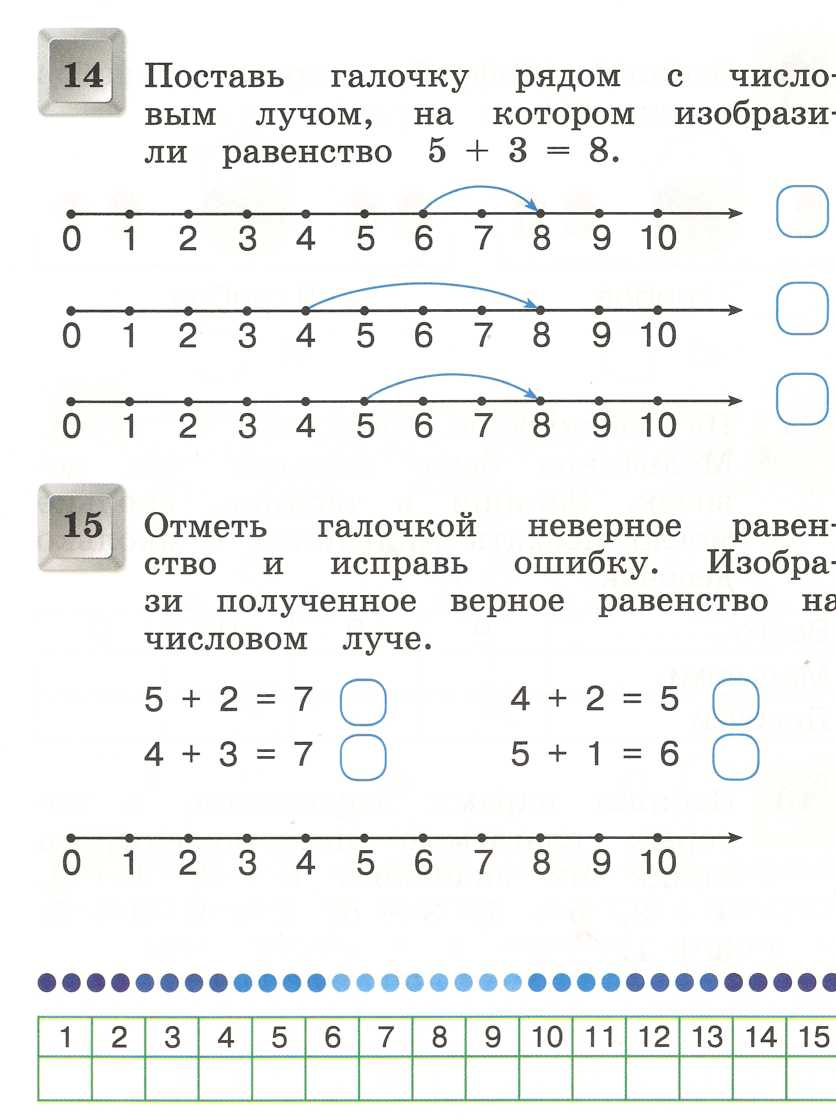 14 Поставь галочку рядом с число-
вым лучом, на котором изобрази-
ли равенство 5 + 3 = 8.
0 1 2 3 4 5 6 7 8 9 10
0 1 2 3 4 5 6 7 8 9 10
0 1 2 3 4 5 6 7 8 9 10
15 Отметь галочкой неверное равен-
ство и исправь ошибку. Изобра-
зи полученное верное равенство на
числовом луче.
5 + 2 = 7 4 + 2 = 5
4 + 3 = 7 5 + 1 = 6
0 1 2 3 4 5 6 7 8 9 10
1 2 3 4 5 6 7 8 9 10 11 12 13 14 15